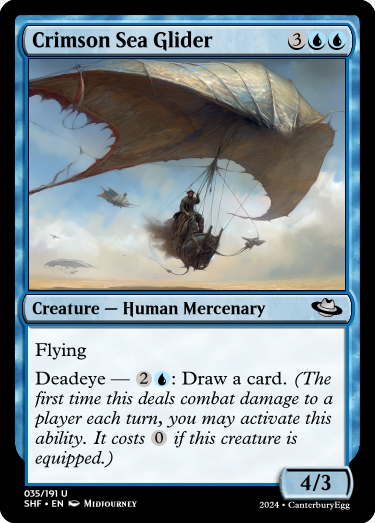 Crimson Sea Glider 3
Creature — Human Mercenary
Flying
Deadeye — 2: Draw a card. (The
first time this deals combat damage to a
player each turn, you may activate this
ability. It costs 0 if this creature is
equipped.)
4/3
035/191 U
SHF • EN MIDJOURNEY
2024 • CanterburyEgg